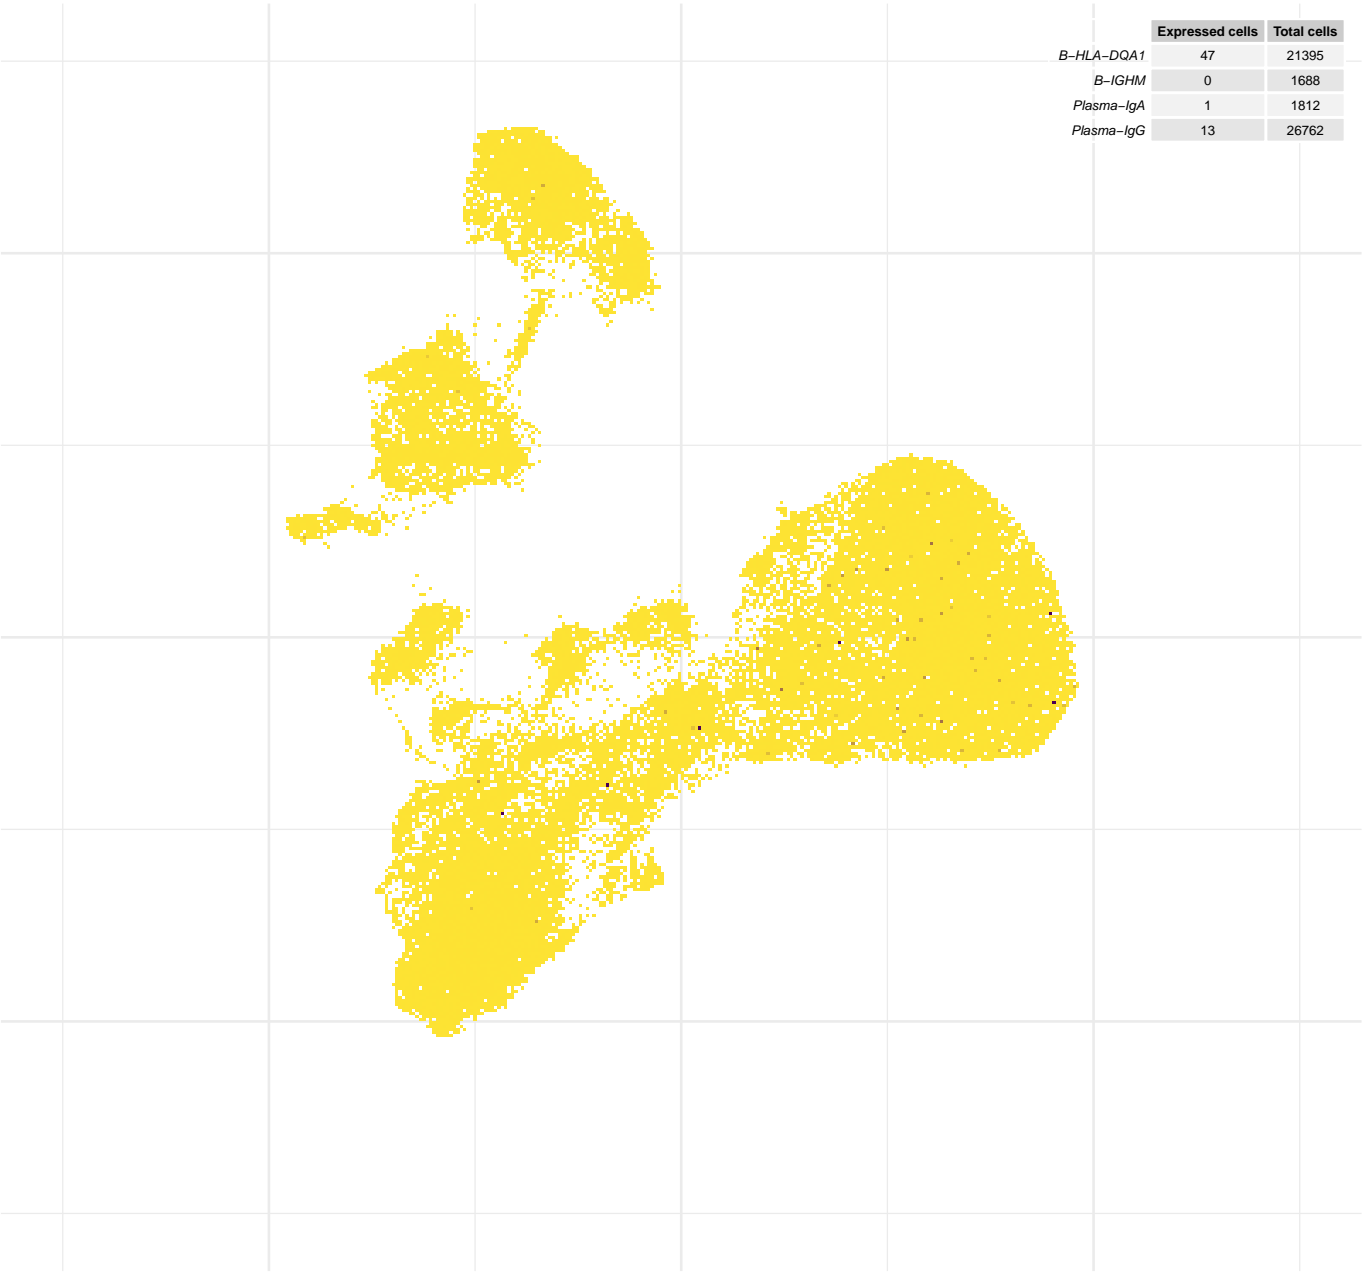 Expressed cells Total cells
B−HLA−DQA1 47 21395
B−IGHM 0 1688
Plasma−IgA 1 1812
Plasma−IgG 13 26762